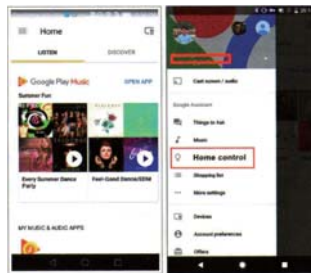 Home
LISTEN
DISCOVER
Google Play Music
OPEN APP
Summer Fun
Every Summer Dance
Party
Feel-Good Dance/EDM
MY MUSIC & AUDIO APPS
Cast screen / audio
Google Assistant
Things to Ask
Music
Home control
Shopping list
More settings
Devices
Account preferences
Offers